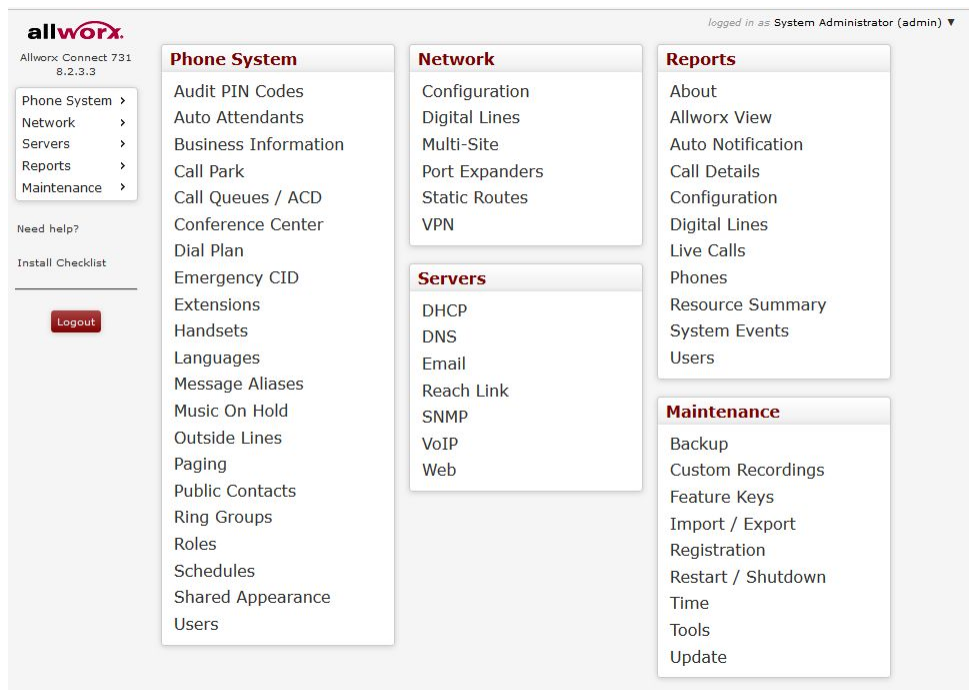 allworx.
Allworx Connect 731
8.2.3.3
Phone System
Network
Servers
Reports
Maintenance
Need help?
Install Checklist
Logout
logged in as System Administrator (admin) ▼
Phone System
Audit PIN Codes
Auto Attendants
Business Information
Call Park
Call Queues / ACD
Conference Center
Dial Plan
Emergency CID
Extensions
Handsets
Languages
Message Aliases
Music On Hold
Outside Lines
Paging
Public Contacts
Ring Groups
Roles
Schedules
Shared Appearance
Users
Network
Configuration
Digital Lines
Multi-Site
Port Expanders
Static Routes
VPN
Servers
DHCP
DNS
Email
Reach Link
SNMP
VoIP
Web
Reports
About
Allworx View
Auto Notification
Call Details
Configuration
Digital Lines
Live Calls
Phones
Resource Summary
System Events
Users
Maintenance
Backup
Custom Recordings
Feature Keys
Import / Export
Registration
Restart / Shutdown
Time
Tools
Update